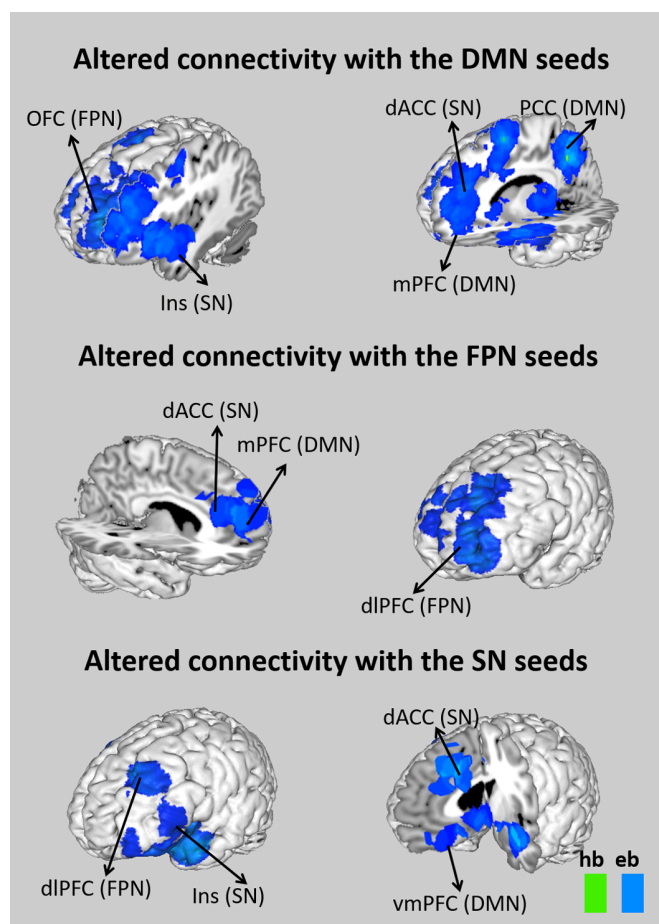 Altered connectivity with the DMN seeds
OFC (FPN)
dACC (SN)
PCC (DMN)
Ins (SN)
mPFC (DMN)
Altered connectivity with the FPN seeds
dACC (SN)
mPFC (DMN)
dlPFC (FPN)
Altered connectivity with the SN seeds
dACC (SN)
dlPFC (FPN)
Ins (SN)
vmPFC (DMN)
hb eb